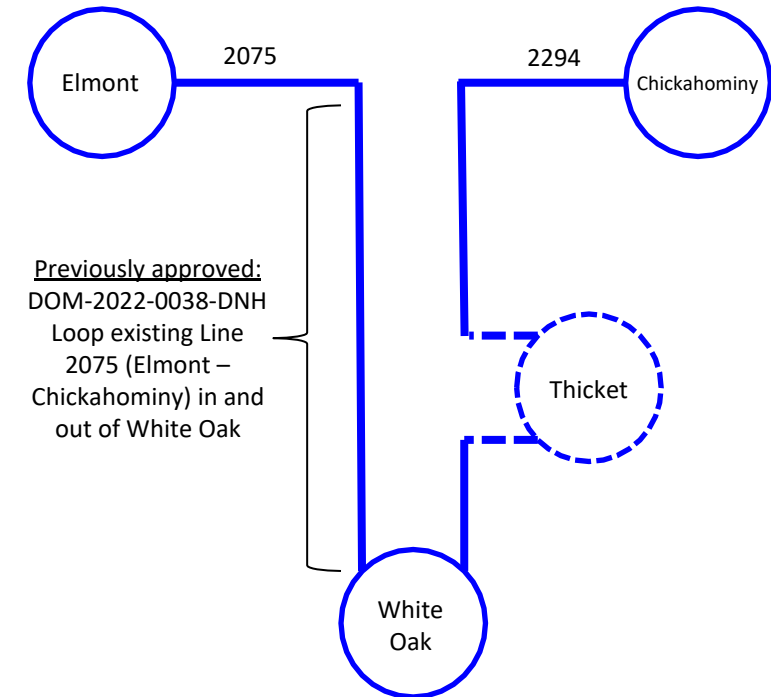 Elmont
2075
2294
Chickahominy
Previously approved:
DOM-2022-0038-DNH
Loop existing Line
2075 (Elmont –
Chickahominy) in and
out of White Oak
Thicket
White
Oak